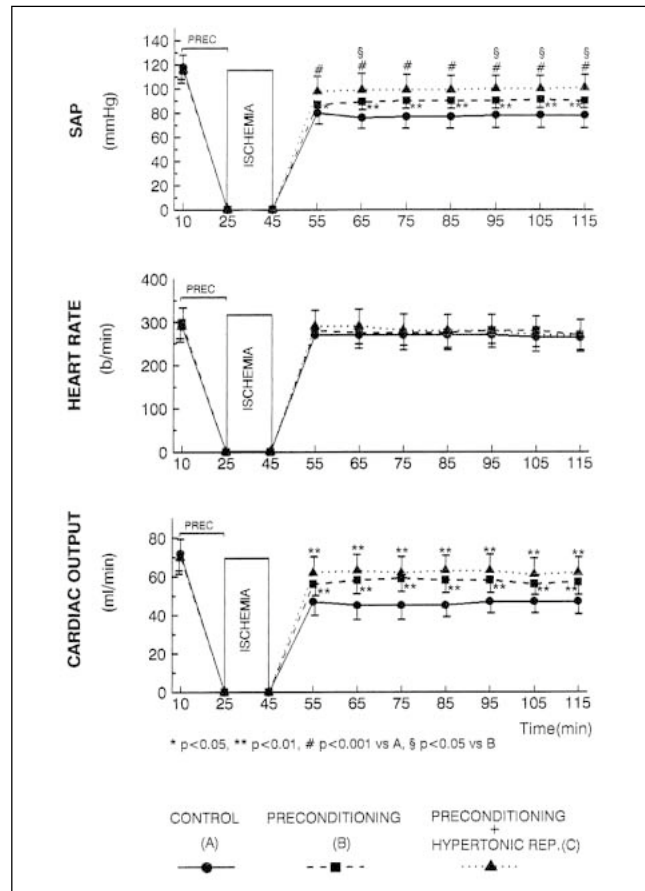 PREC
140
120
100
80
60
40
20
0
SAP
(mmHg)
ISCHEMIA
§ § § §
# # # # # # #
** ** ** ** ** **
10 25 45 55 65 75 85 95 105 115
PREC
400
300
200
100
0
HEART RATE
(b/min)
ISCHEMIA
10 25 45 55 65 75 85 95 105 115
PREC
80
60
40
20
0
CARDIAC OUTPUT
(ml/min)
ISCHEMIA
** ** ** ** ** ** **
** ** ** ** ** ** **
10 25 45 55 65 75 85 95 105 115
Time(min)
* p<0.05, ** p<0.01, # p<0.001 vs A, § p<0.05 vs B
CONTROL
(A)
PRECONDITIONING
(B)
PRECONDITIONING
+
HYPERTONIC REP.(C)